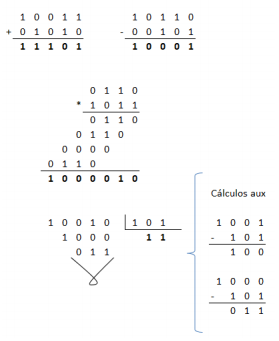 1 0 0 1 1
+ 0 1 0 1 0
1 1 1 0 1
1 0 1 1 0
- 0 0 1 0 1
1 0 0 0 1
0 1 1 0
* 1 0 1 1
0 1 1 0
0 1 1 0
0 0 0 0
0 1 1 0
1 0 0 0 0 1 0
1 0 0 1 0 1 0 1
1 0 0 0 1 1
0 1 1
Cálculos aux
1 0 0 1
- 1 0 1
1 0 0
1 0 0 0
- 1 0 1
0 1 1